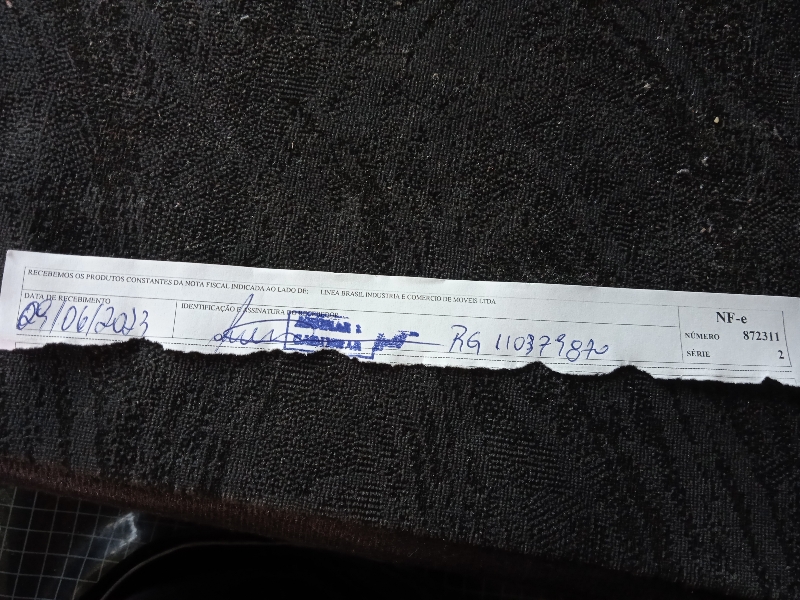 RECEBEMOS OS PRODUTOS CONSTANTES DA NOTA FISCAL INDICADA AO LADO DE: LINEA BRASIL INDUSTRIA E COMERCIO DE MOVEIS LTDA
DATA DE RECEBIMENTO
29/06/2023
IDENTIFICAÇÃO E ASSINATURA DO RECEBEDOR
RG 110379870
NF-e
NÚMERO 872311
SÉRIE 2